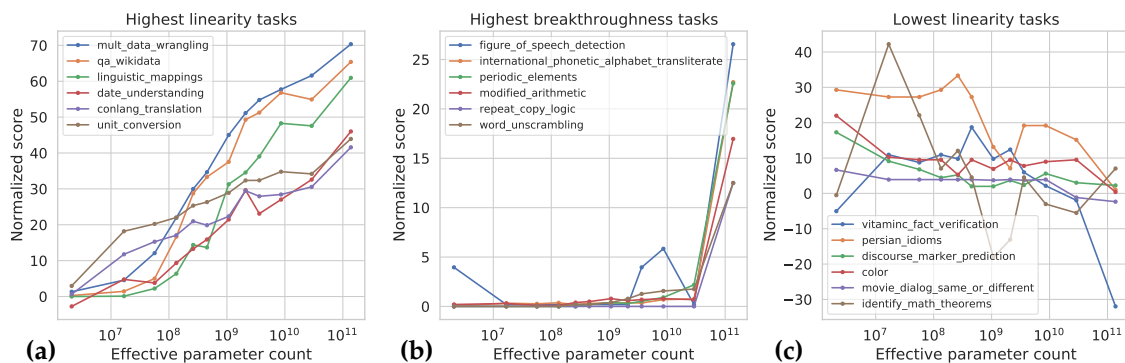 Highest linearity tasks
Normalized score
70
60
50
40
30
20
10
0
mult_data_wrangling
qa_wikidata
linguistic_mappings
date_understanding
conlang_translation
unit_conversion
10^7
10^8
10^9
10^10
10^11
(a)
Effective parameter count
Highest breakthroughness tasks
Normalized score
25
20
15
10
5
0
figure_of_speech_detection
international_phonetic_alphabet_transliterate
periodic_elements
modified_arithmetic
repeat_copy_logic
word_unscrambling
10^7
10^8
10^9
10^10
10^11
(b)
Effective parameter count
Lowest linearity tasks
Normalized score
40
30
20
10
0
−10
−20
−30
vitaminc_fact_verification
persian_idioms
discourse_marker_prediction
color
movie_dialog_same_or_different
identify_math_theorems
10^7
10^8
10^9
10^10
10^11
(c)
Effective parameter count